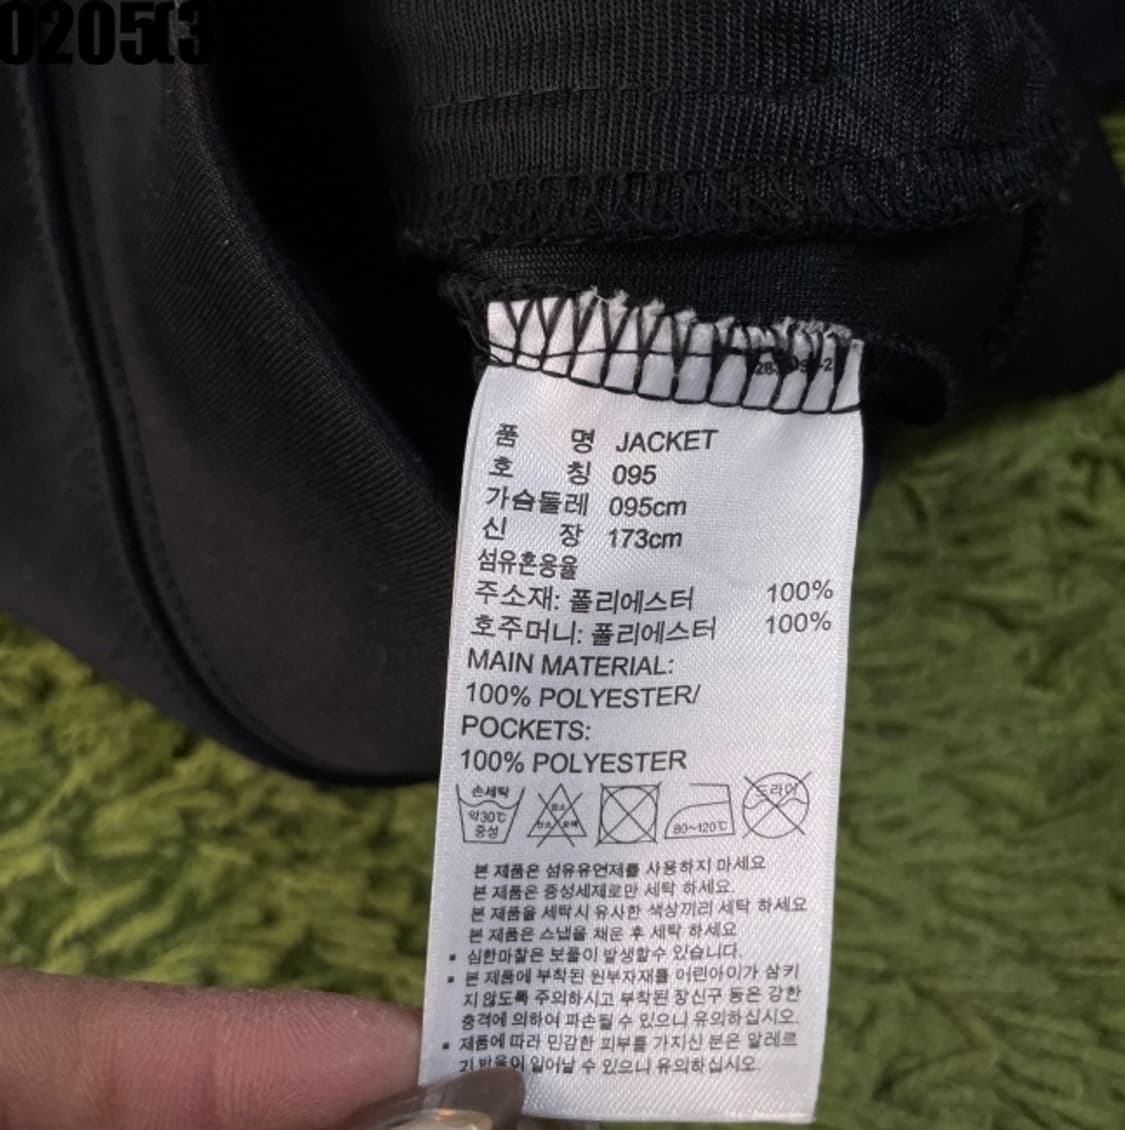 0205(3)
품 명 JACKET
호 칭 095
가슴둘레 095cm
신 장 173cm
섬유혼용율
주소재: 폴리에스터 100%
호주머니: 폴리에스터 100%
MAIN MATERIAL:
100% POLYESTER/
POCKETS:
100% POLYESTER
손세탁 드라이
약30℃ 80~120℃
중성
본 제품은 섬유유연제를 사용하지 마세요
본 제품은 중성세제로만 세탁 하세요.
본 제품을 세탁시 유사한 색상끼리 세탁 하세요
본 제품은 스냅을 채운 후 세탁 하세요
▪ 심한마찰은 보풀이 발생할수 있습니다.
▪ 본 제품에 부착된 원부자재를 어린아이가 삼키
지 않도록 주의하시고 부착된 장신구 등은 강한
충격에 의하여 파손될 수 있으니 유의하십시오.
▪ 제품에 따라 민감한 피부를 가지신 분은 알레르
기 반응이 일어날 수 있으니 유의하십시오.